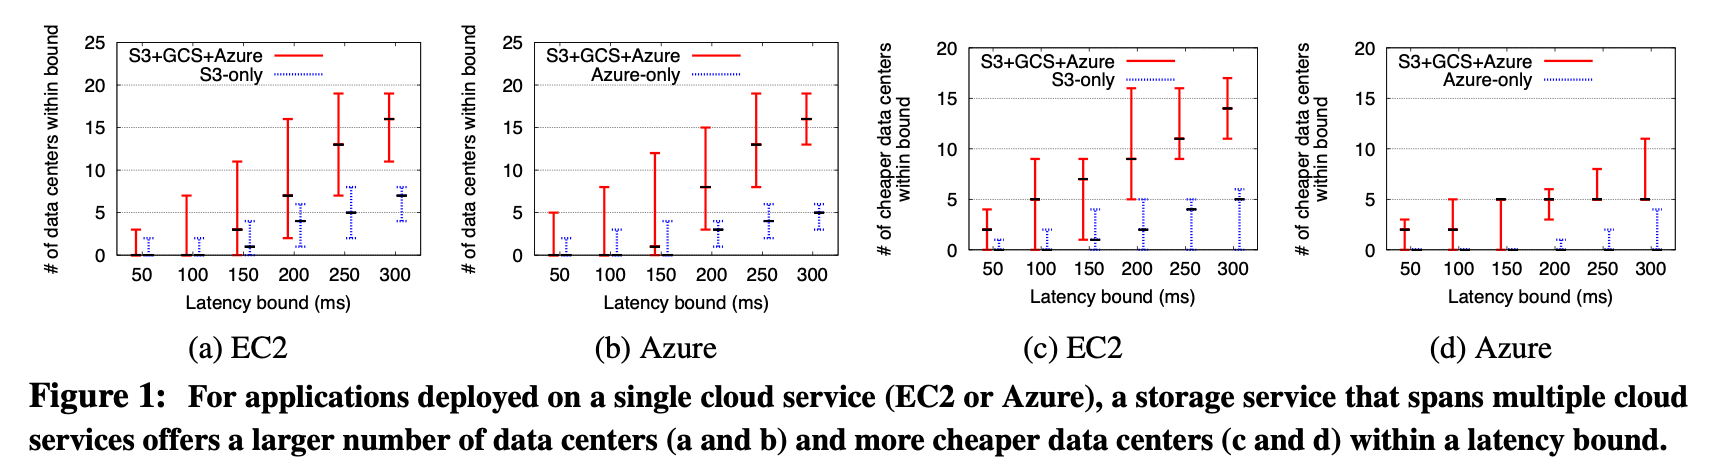 # of data centers within bound
25
20
15
10
5
0
S3+GCS+Azure
S3-only
50 100 150 200 250 300
Latency bound (ms)
(a) EC2
# of data centers within bound
25
20
15
10
5
0
S3+GCS+Azure
Azure-only
50 100 150 200 250 300
Latency bound (ms)
(b) Azure
# of cheaper data centers
within bound
20
15
10
5
0
S3+GCS+Azure
S3-only
50 100 150 200 250 300
Latency bound (ms)
(c) EC2
# of cheaper data centers
within bound
20
15
10
5
0
S3+GCS+Azure
Azure-only
50 100 150 200 250 300
Latency bound (ms)
(d) Azure
Figure 1: For applications deployed on a single cloud service (EC2 or Azure), a storage service that spans multiple cloud
services offers a larger number of data centers (a and b) and more cheaper data centers (c and d) within a latency bound.